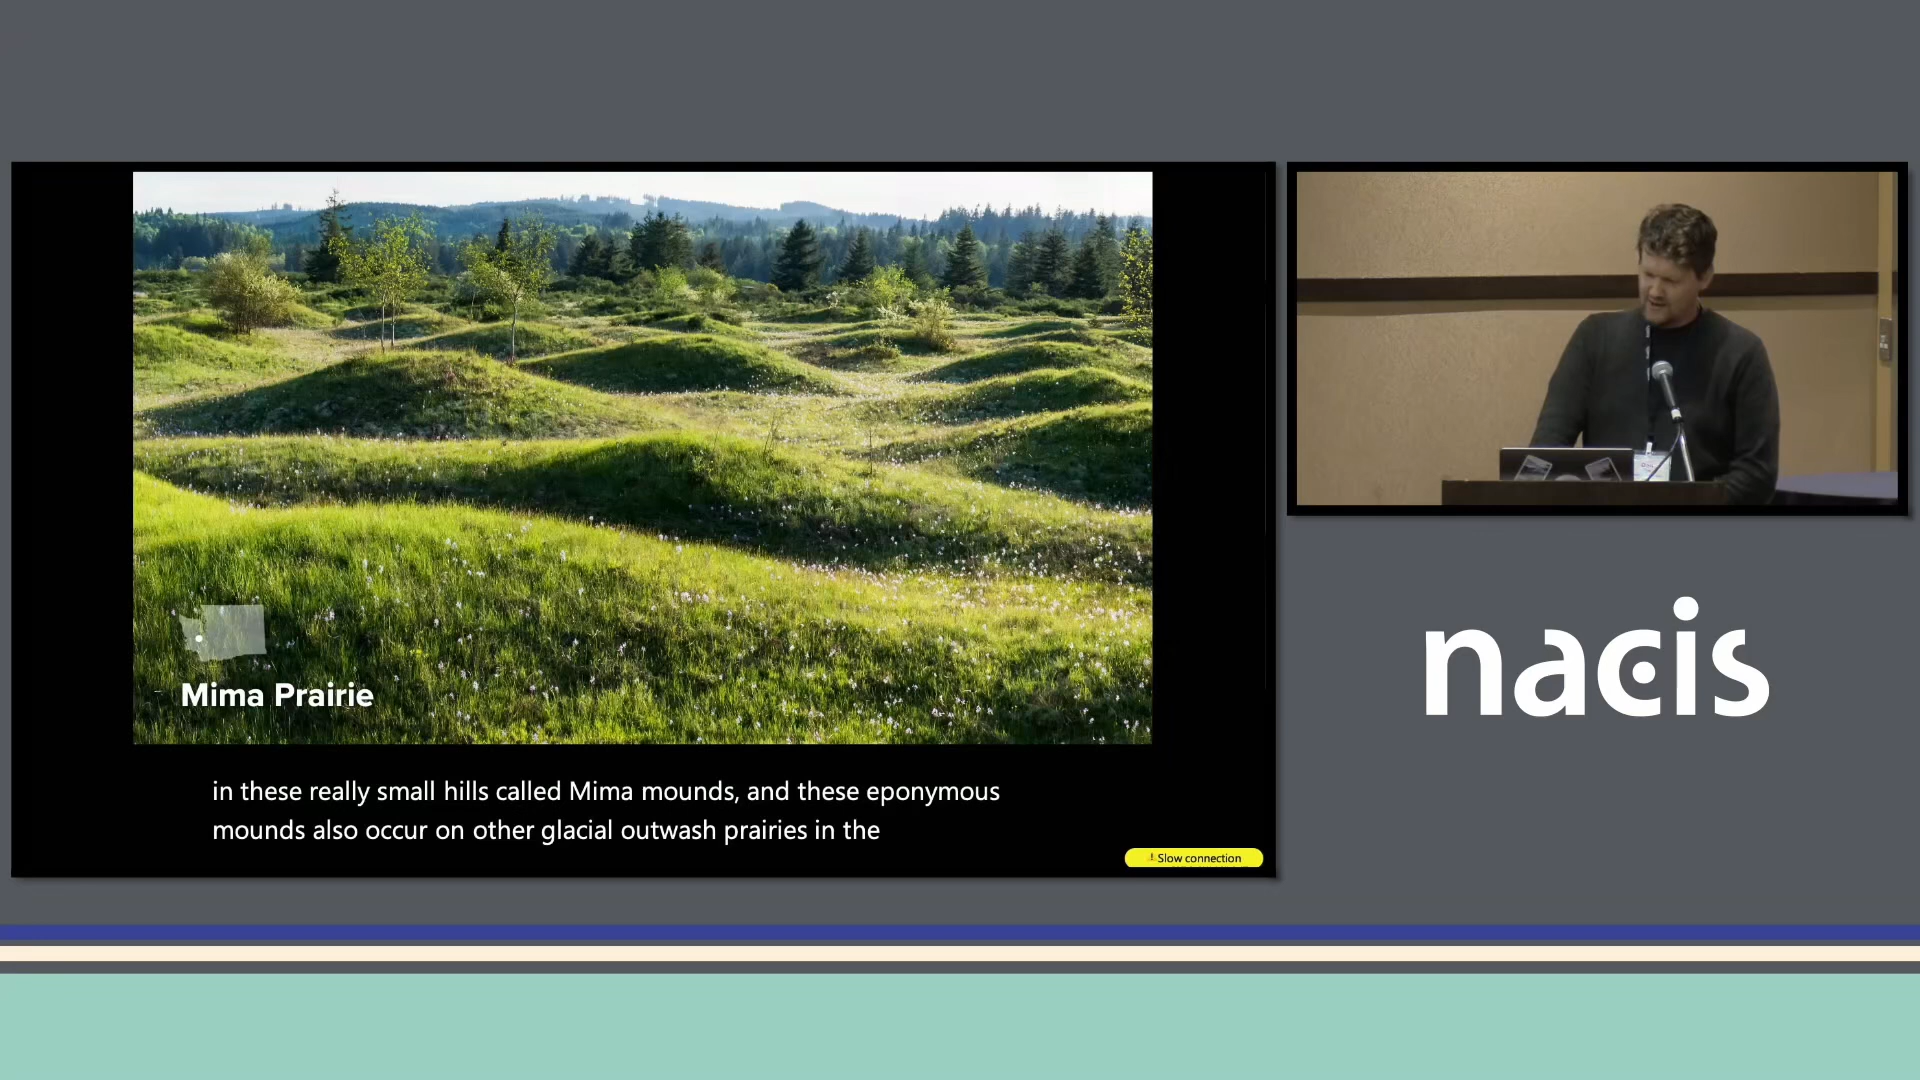 Mima Prairie
in these really small hills called Mima mounds, and these eponymous
mounds also occur on other glacial outwash prairies in the
Slow connection
nacis